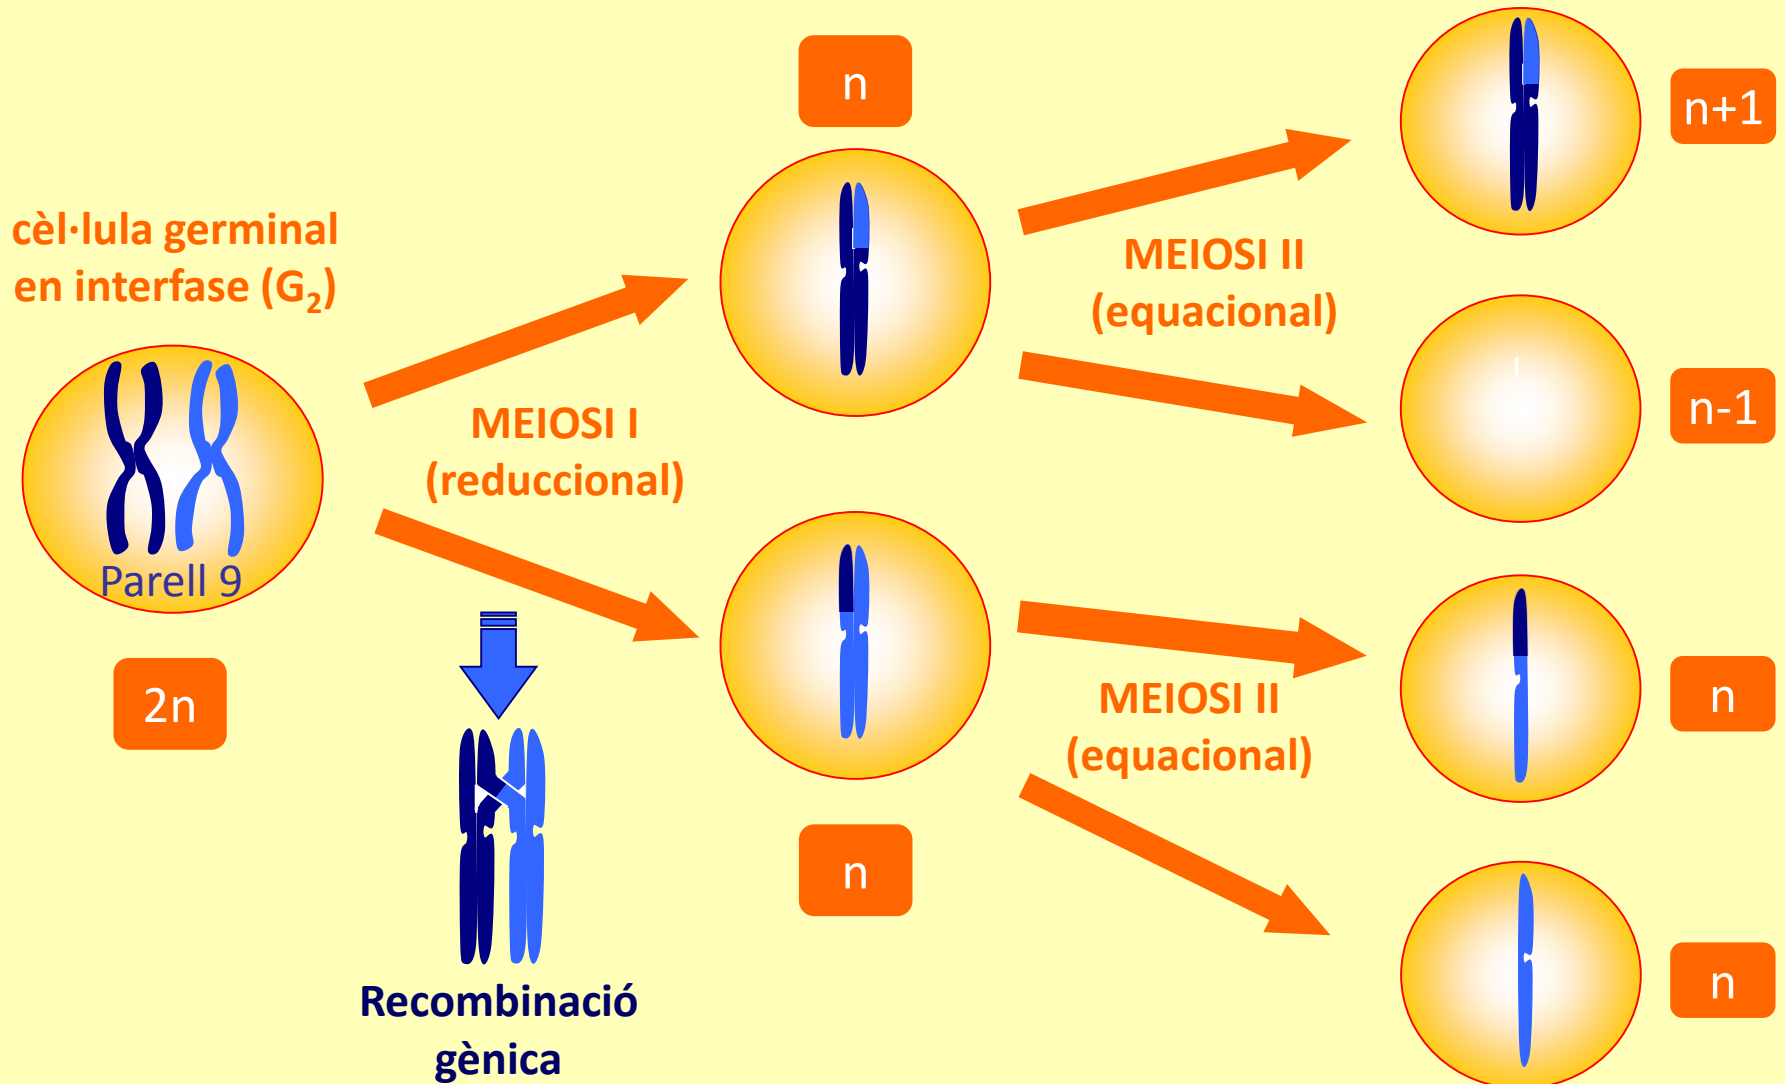 cèl·lula germinal
en interfase (G₂)
Parell 9
2n
MEIOSI I
(reduccional)
Recombinació
gènica
n
n
MEIOSI II
(equacional)
MEIOSI II
(equacional)
n+1
n-1
n
n